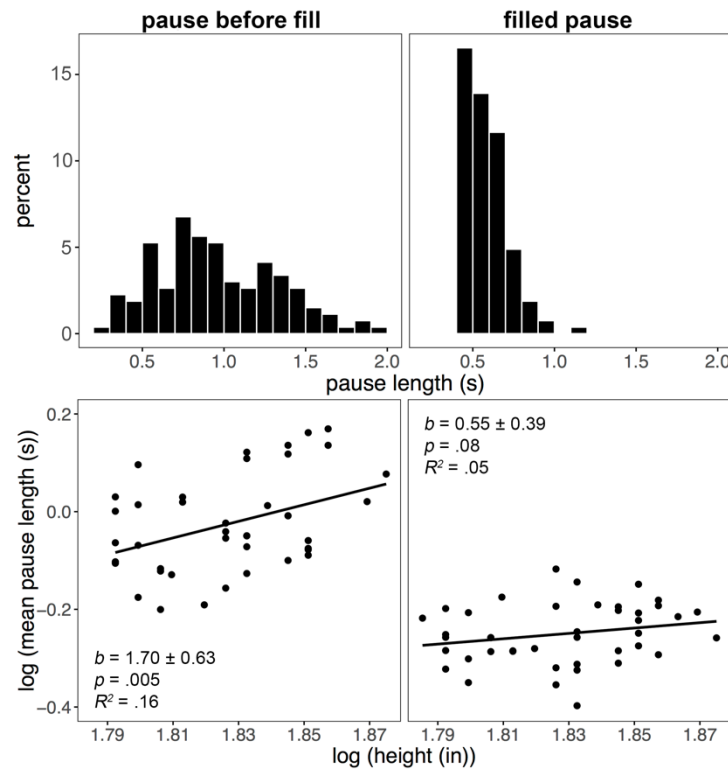 pause before fill
filled pause
percent
15
10
5
0
0.5 1.0 1.5 2.0
0.5 1.0 1.5 2.0
pause length (s)
log (mean pause length (s))
0.2
0.0
−0.2
−0.4
b = 1.70 ± 0.63
p = .005
R² = .16
b = 0.55 ± 0.39
p = .08
R² = .05
1.79 1.81 1.83 1.85 1.87
1.79 1.81 1.83 1.85 1.87
log (height (in))